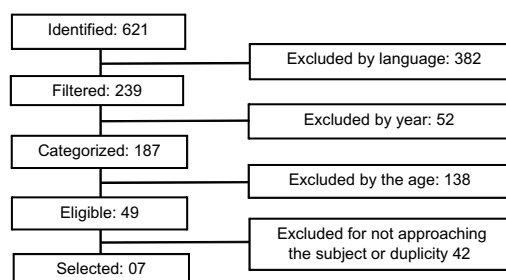 Identified: 621
Excluded by language: 382
Filtered: 239
Excluded by year: 52
Categorized: 187
Excluded by the age: 138
Eligible: 49
Excluded for not approaching
the subject or duplicity 42
Selected: 07